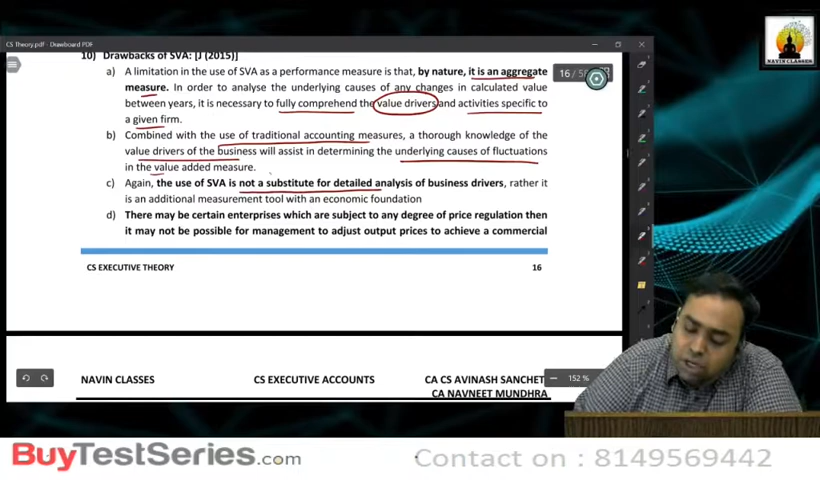 CS Theory.pdf - Drawboard PDF
10) Drawbacks of SVA: [J (2015)]
a) A limitation in the use of SVA as a performance measure is that, by nature, it is an aggregate
measure. In order to analyse the underlying causes of any changes in calculated value
between years, it is necessary to fully comprehend the value drivers and activities specific to
a given firm.
b) Combined with the use of traditional accounting measures, a thorough knowledge of the
value drivers of the business will assist in determining the underlying causes of fluctuations
in the value added measure.
c) Again, the use of SVA is not a substitute for detailed analysis of business drivers, rather it
is an additional measurement tool with an economic foundation
d) There may be certain enterprises which are subject to any degree of price regulation then
it may not be possible for management to adjust output prices to achieve a commercial
CS EXECUTIVE THEORY 16
16 / 58
NAVIN CLASSES CS EXECUTIVE ACCOUNTS CA CS AVINASH SANCHET
CA NAVNEET MUNDHRA
152 %
NAVIN CLASSES
BuyTestSeries.com
Contact on : 8149569442